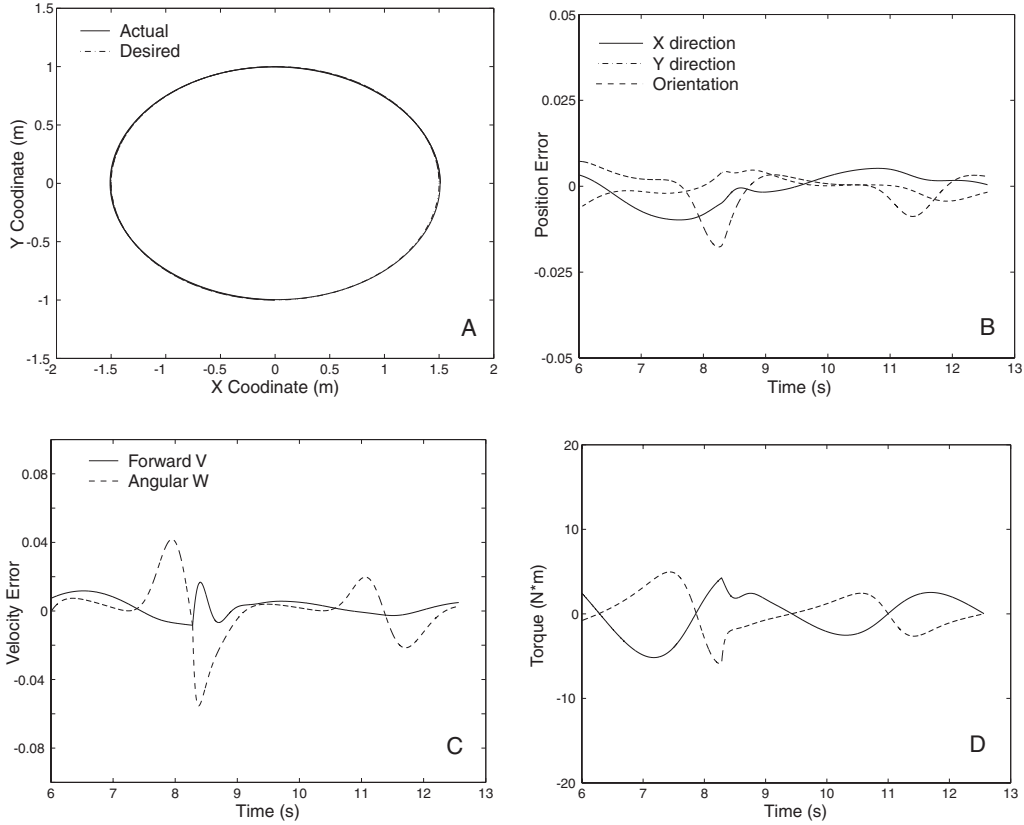 1.5
1
0.5
0
-0.5
-1
-1.5
Y Coodinate (m)
Actual
Desired
A
-2
-1.5
-1
-0.5
0
0.5
1
1.5
2
X Coodinate (m)
0.05
0.025
0
-0.025
-0.05
Position Error
X direction
Y direction
Orientation
B
6
7
8
9
10
11
12
13
Time (s)
0.08
0.04
0
-0.04
-0.08
Velocity Error
Forward V
Angular W
C
6
7
8
9
10
11
12
13
Time (s)
20
10
0
-10
-20
Torque (N*m)
D
6
7
8
9
10
11
12
13
Time (s)